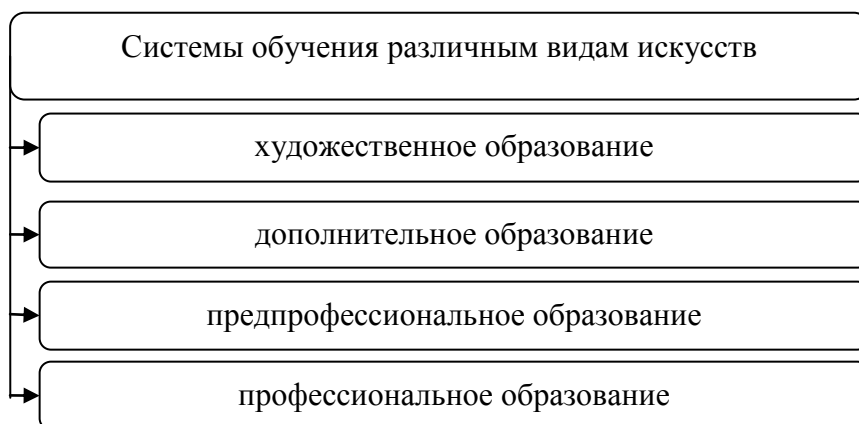 Системы обучения различным видам искусств
художественное образование
дополнительное образование
предпрофессиональное образование
профессиональное образование